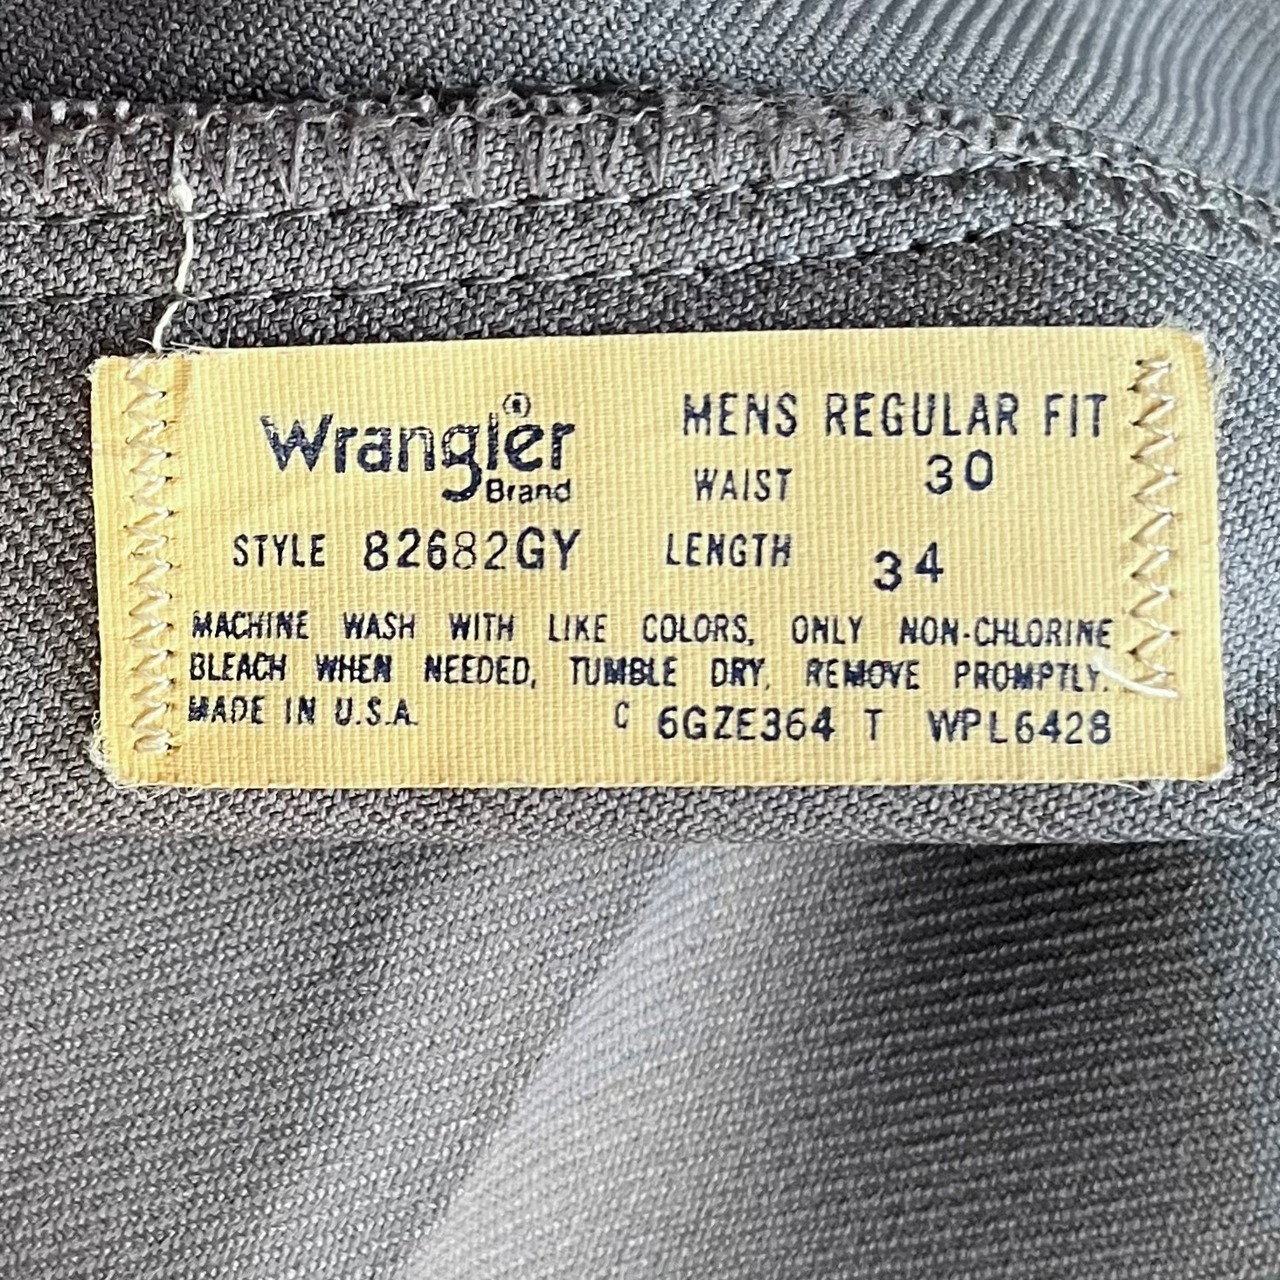 Wrangler®
Brand
MENS REGULAR FIT
WAIST 30
STYLE 82682GY LENGTH 34
MACHINE WASH WITH LIKE COLORS, ONLY NON-CHLORINE
BLEACH WHEN NEEDED, TUMBLE DRY, REMOVE PROMPTLY.
MADE IN U.S.A. C 6GZE364 T WPL6428